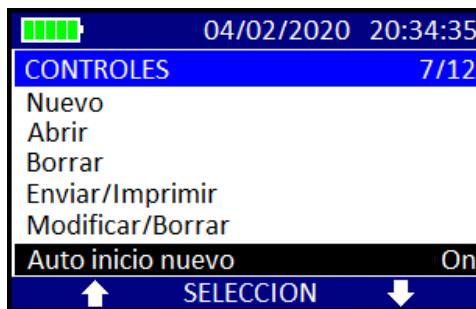 04/02/2020 20:34:35
CONTROLES 7/12
Nuevo
Abrir
Borrar
Enviar/Imprimir
Modificar/Borrar
Auto inicio nuevo On
SELECCION